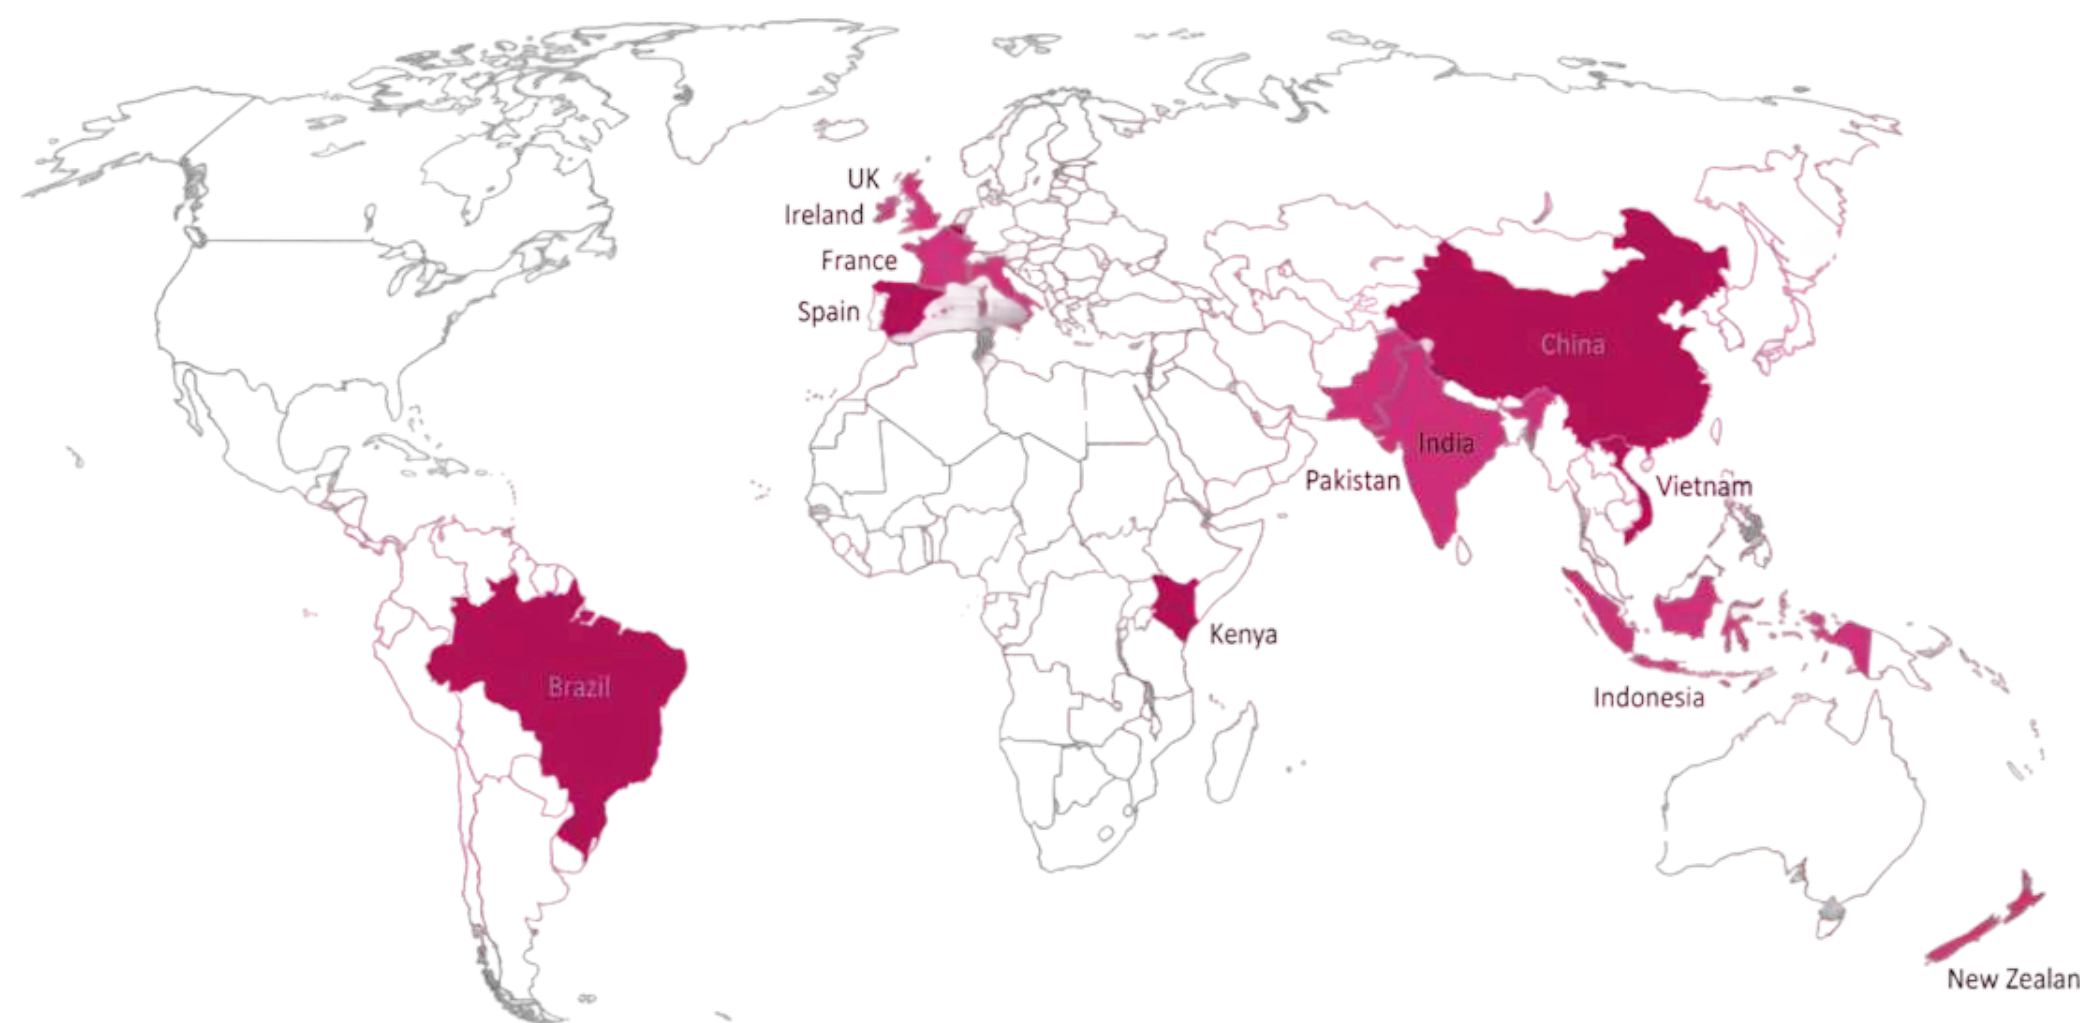 UK
Ireland
France
Spain
China
India
Pakistan
Vietnam
Kenya
Brazil
Indonesia
New Zealan